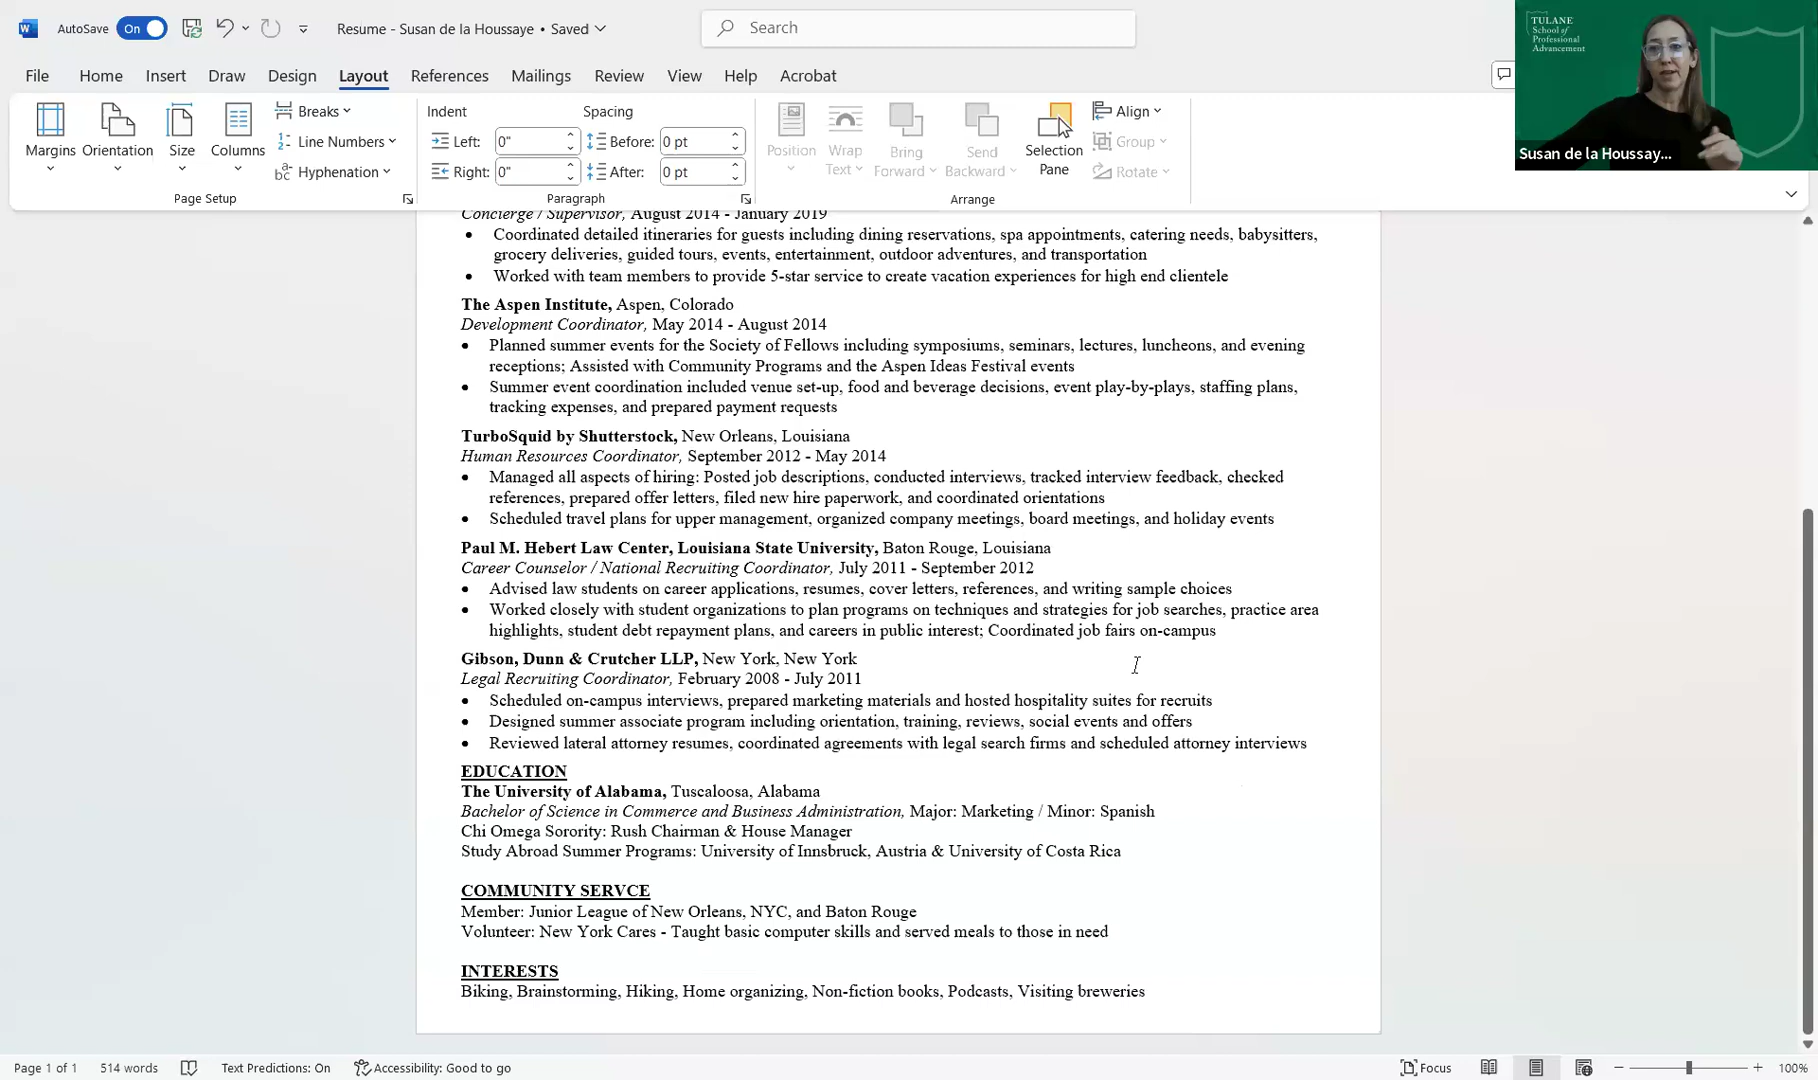 AutoSave On Resume - Susan de la Houssaye • Saved Search
TULANE
School of
Professional
Advancement
File Home Insert Draw Design Layout References Mailings Review View Help Acrobat
Margins Orientation Size Columns
Breaks
Line Numbers
Hyphenation
Page Setup
Indent Spacing
Left: 0" Before: 0 pt
Right: 0" After: 0 pt
Paragraph
Position Wrap Text Bring Forward Send Backward Selection Pane
Align
Group
Rotate
Arrange
Susan de la Houssay...
Concierge / Supervisor, August 2014 - January 2019
• Coordinated detailed itineraries for guests including dining reservations, spa appointments, catering needs, babysitters,
grocery deliveries, guided tours, events, entertainment, outdoor adventures, and transportation
• Worked with team members to provide 5-star service to create vacation experiences for high end clientele
The Aspen Institute, Aspen, Colorado
Development Coordinator, May 2014 - August 2014
• Planned summer events for the Society of Fellows including symposiums, seminars, lectures, luncheons, and evening
receptions; Assisted with Community Programs and the Aspen Ideas Festival events
• Summer event coordination included venue set-up, food and beverage decisions, event play-by-plays, staffing plans,
tracking expenses, and prepared payment requests
TurboSquid by Shutterstock, New Orleans, Louisiana
Human Resources Coordinator, September 2012 - May 2014
• Managed all aspects of hiring: Posted job descriptions, conducted interviews, tracked interview feedback, checked
references, prepared offer letters, filed new hire paperwork, and coordinated orientations
• Scheduled travel plans for upper management, organized company meetings, board meetings, and holiday events
Paul M. Hebert Law Center, Louisiana State University, Baton Rouge, Louisiana
Career Counselor / National Recruiting Coordinator, July 2011 - September 2012
• Advised law students on career applications, resumes, cover letters, references, and writing sample choices
• Worked closely with student organizations to plan programs on techniques and strategies for job searches, practice area
highlights, student debt repayment plans, and careers in public interest; Coordinated job fairs on-campus
Gibson, Dunn & Crutcher LLP, New York, New York
Legal Recruiting Coordinator, February 2008 - July 2011
• Scheduled on-campus interviews, prepared marketing materials and hosted hospitality suites for recruits
• Designed summer associate program including orientation, training, reviews, social events and offers
• Reviewed lateral attorney resumes, coordinated agreements with legal search firms and scheduled attorney interviews
EDUCATION
The University of Alabama, Tuscaloosa, Alabama
Bachelor of Science in Commerce and Business Administration, Major: Marketing / Minor: Spanish
Chi Omega Sorority: Rush Chairman & House Manager
Study Abroad Summer Programs: University of Innsbruck, Austria & University of Costa Rica
COMMUNITY SERVCE
Member: Junior League of New Orleans, NYC, and Baton Rouge
Volunteer: New York Cares - Taught basic computer skills and served meals to those in need
INTERESTS
Biking, Brainstorming, Hiking, Home organizing, Non-fiction books, Podcasts, Visiting breweries
Page 1 of 1 514 words Text Predictions: On Accessibility: Good to go Focus 100%